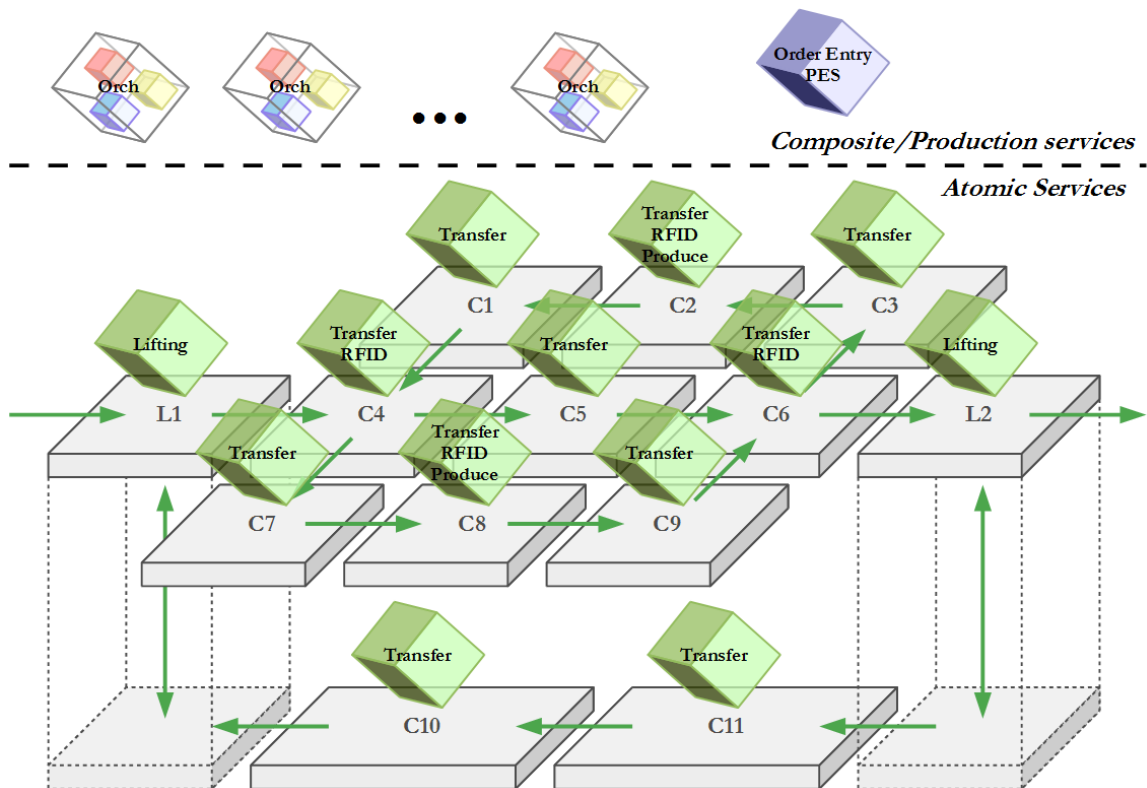 Orch
Orch
•••
Orch
Order Entry
PES
Composite/Production services
Atomic Services
Transfer
Transfer
RFID
Produce
Transfer
C1
C2
C3
Lifting
Transfer
RFID
Transfer
Transfer
RFID
Lifting
L1
C4
C5
C6
L2
Transfer
Transfer
RFID
Produce
Transfer
C7
C8
C9
Transfer
Transfer
C10
C11